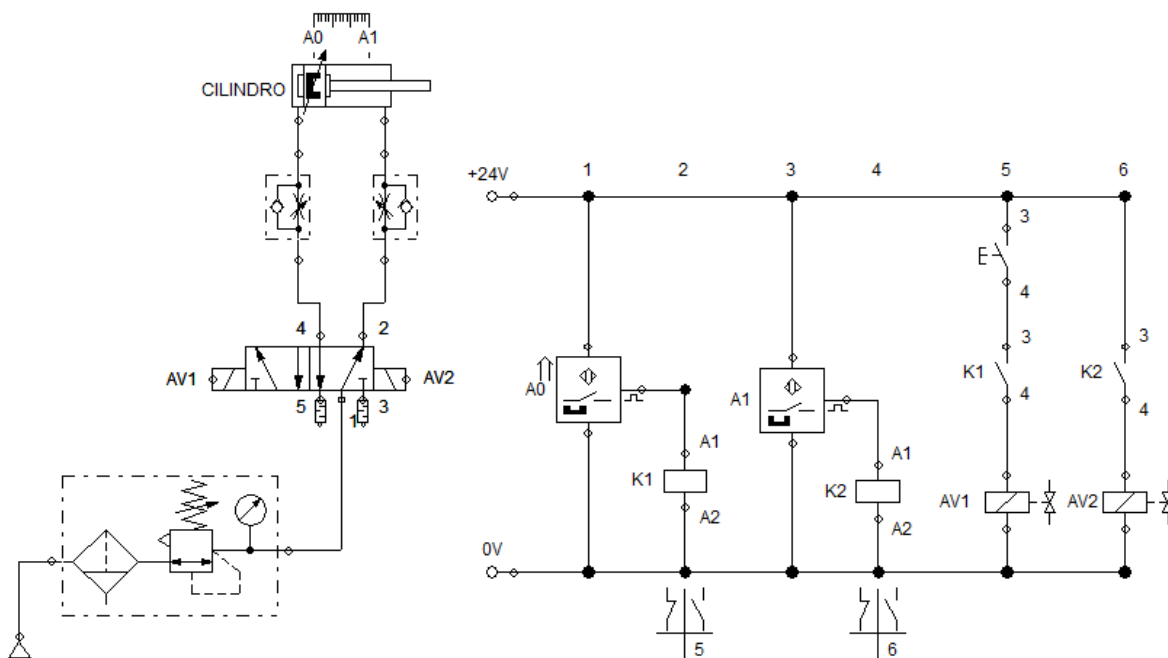 A0 A1
CILINDRO
4 2
AV1 AV2
5 1 3
1 2 3 4 5 6
+24V
3
E
4
3 3
A0 A1 K1 K2
4 4
A1 A1
K1 K2 AV1 AV2
A2 A2
0V
5 6